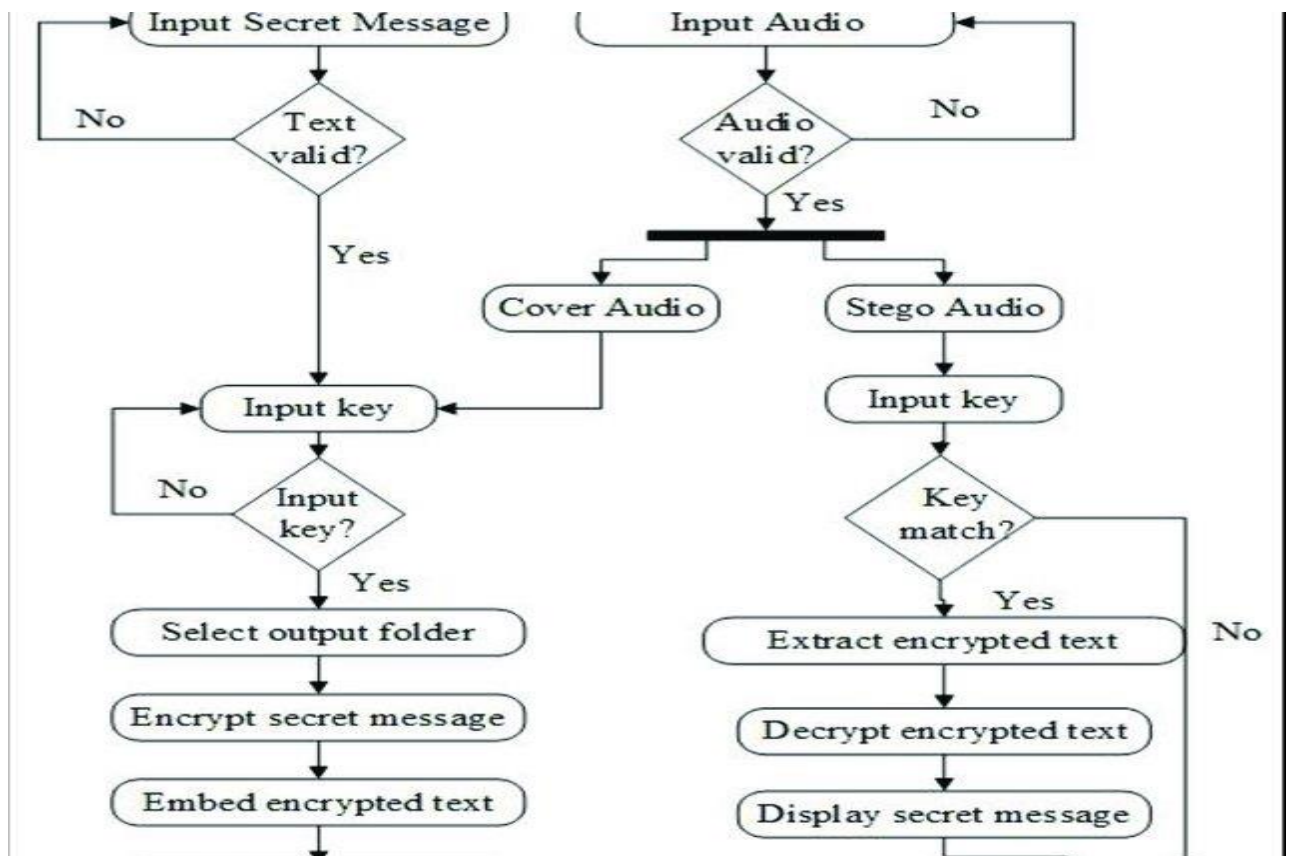 Input Secret Message
Input Audio
No
Text
valid?
No
Audio
valid?
Yes
Yes
Cover Audio
Stego Audio
Input key
Input key
No
Input
key?
Key
match?
Yes
Yes
Select output folder
Extract encrypted text
No
Encrypt secret message
Decrypt encrypted text
Embed encrypted text
Display secret message